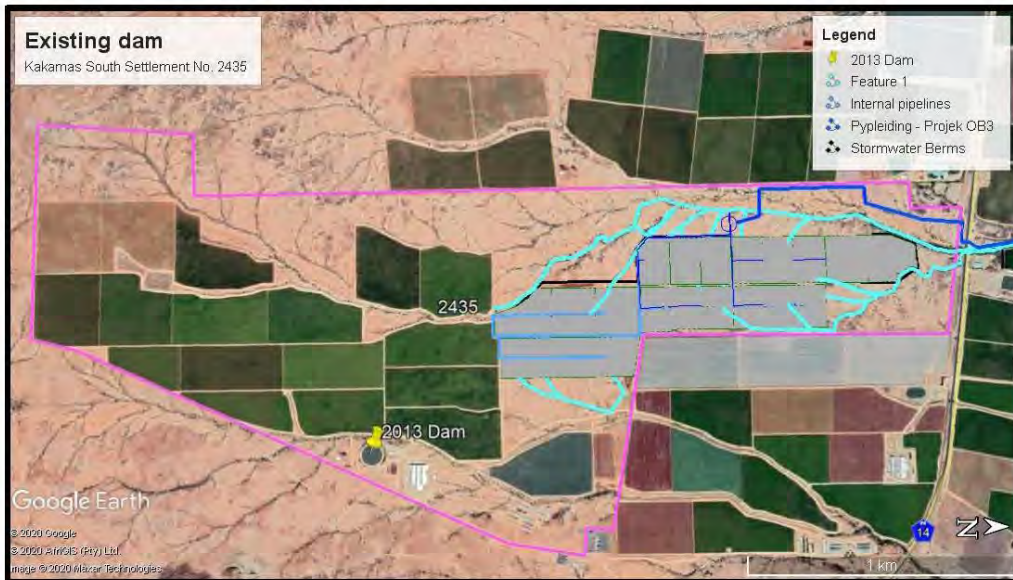 Existing dam
Kakamas South Settlement No. 2435
Legend
2013 Dam
Feature 1
Internal pipelines
Pypleiding - Projek OB3
Stormwater Berms
2435
2013 Dam
Google Earth
© 2020 Google
© 2020 AfriGIS (Pty) Ltd.
Image © 2020 Maxar Technologies
14
N
1 km